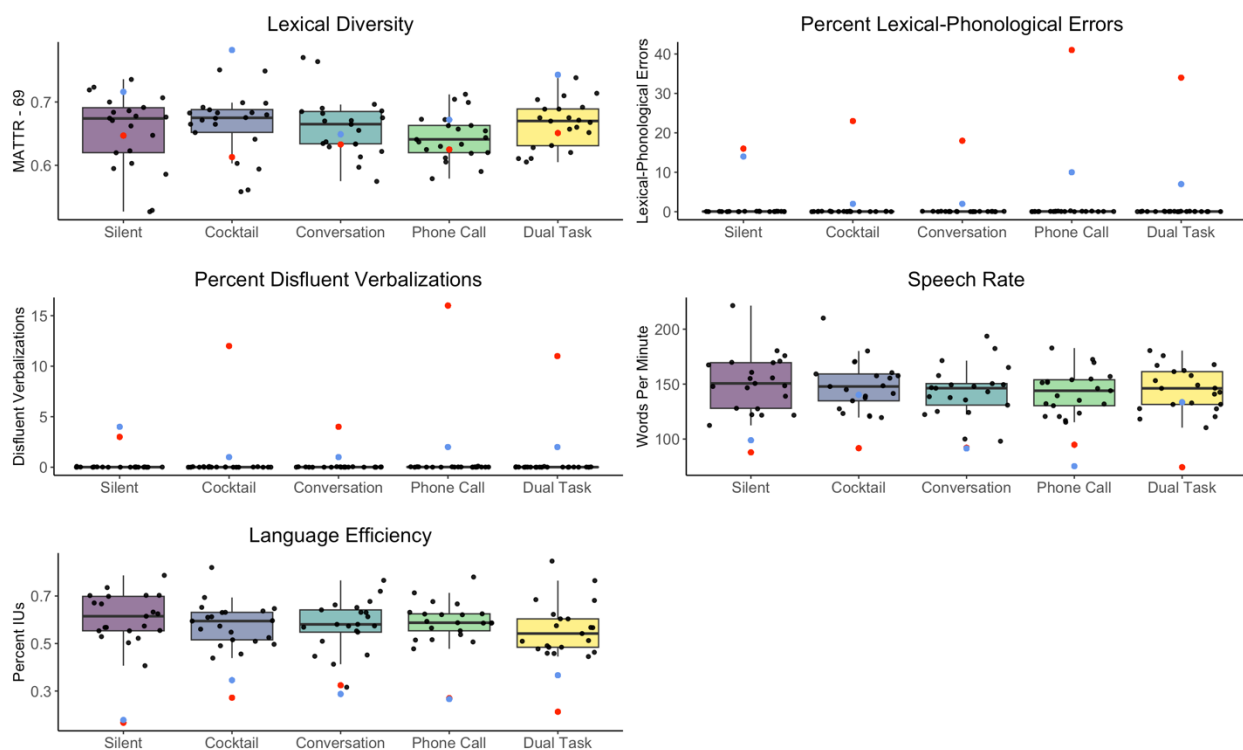 Lexical Diversity
MATTR - 69
0.7
0.6
Silent Cocktail Conversation Phone Call Dual Task
Percent Lexical-Phonological Errors
Lexical-Phonological Errors
40
30
20
10
0
Silent Cocktail Conversation Phone Call Dual Task
Percent Disfluent Verbalizations
Disfluent Verbalizations
15
10
5
0
Silent Cocktail Conversation Phone Call Dual Task
Speech Rate
Words Per Minute
200
150
100
Silent Cocktail Conversation Phone Call Dual Task
Language Efficiency
Percent IUs
0.7
0.5
0.3
Silent Cocktail Conversation Phone Call Dual Task